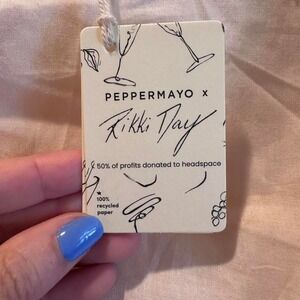 PEPPERMAYO x
Rikki Day
50% of profits donated to headspace
100%
recycled
paper